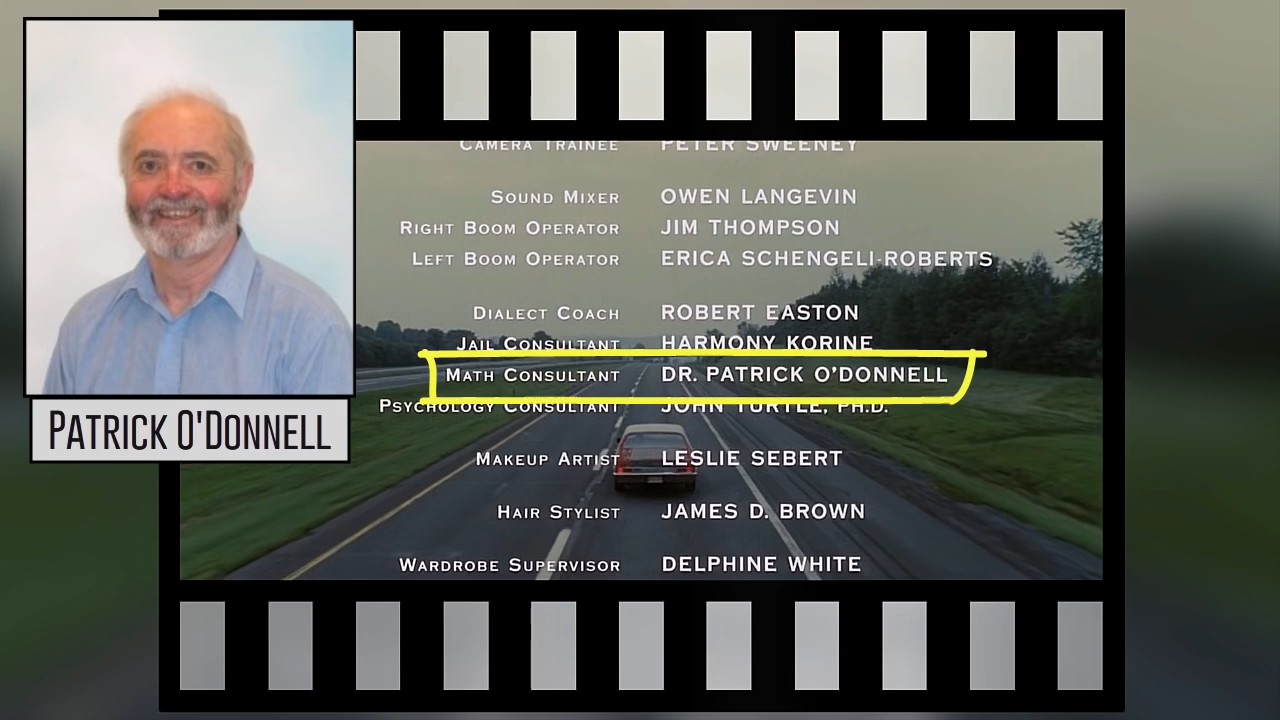 CAMERA TRAINEE PETER SWEENEY
SOUND MIXER OWEN LANGEVIN
RIGHT BOOM OPERATOR JIM THOMPSON
LEFT BOOM OPERATOR ERICA SCHENGELI-ROBERTS
DIALECT COACH ROBERT EASTON
JAIL CONSULTANT HARMONY KORINE
MATH CONSULTANT DR. PATRICK O'DONNELL
PSYCHOLOGY CONSULTANT JOHN TURTLE, PH.D.
MAKEUP ARTIST LESLIE SEBERT
HAIR STYLIST JAMES D. BROWN
WARDROBE SUPERVISOR DELPHINE WHITE
PATRICK O'DONNELL